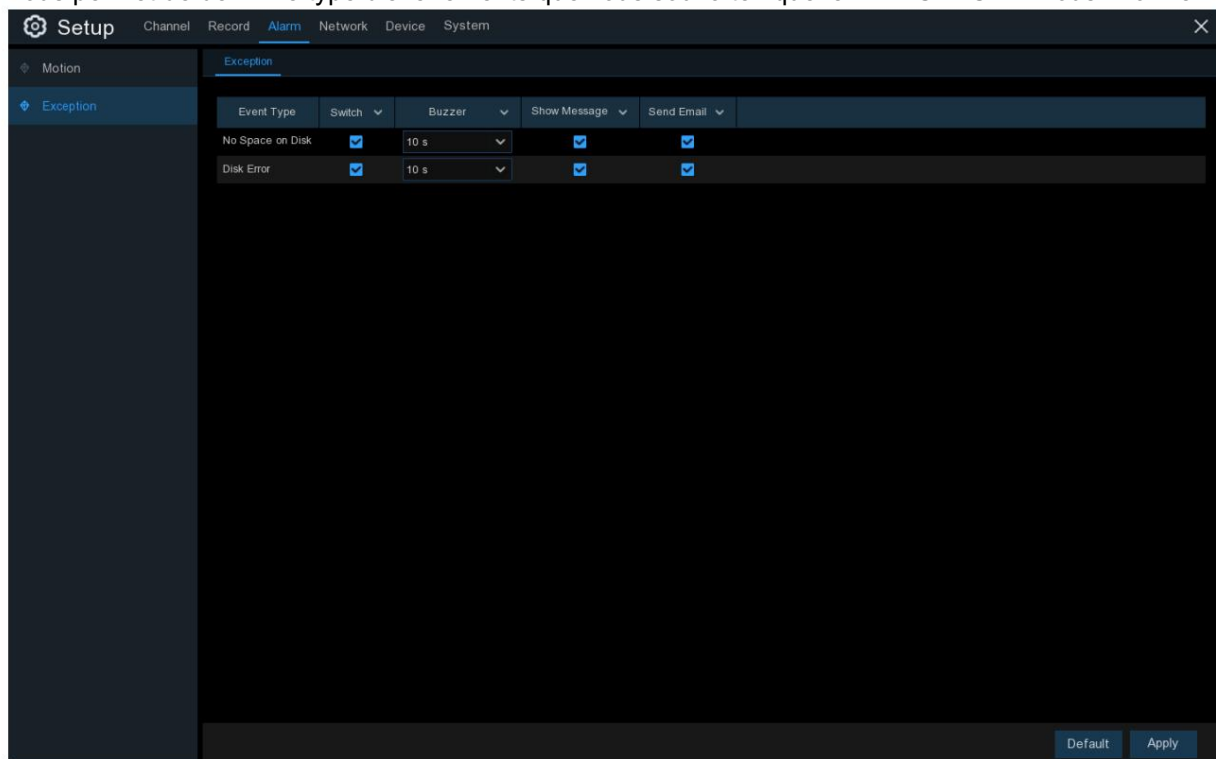 Setup Channel Record Alarm Network Device System
Motion
Exception
Exception
Event Type Switch Buzzer Show Message Send Email
No Space on Disk 10 s
Disk Error 10 s
Default Apply